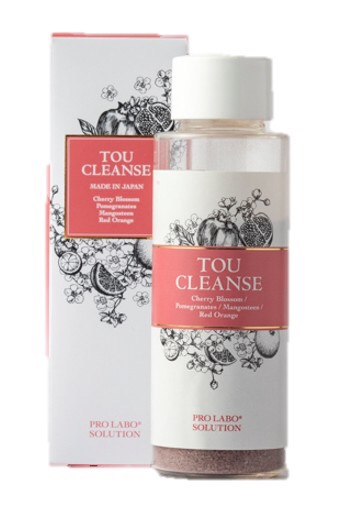 TOU
CLEANSE
MADE IN JAPAN
Cherry Blossom
Pomegranates
Mangosteen
Red Orange
PRO LABO®
SOLUTION
TOU
CLEANSE
Cherry Blossom /
Pomegranates / Mangosteen /
Red Orange
PRO LABO®
SOLUTION